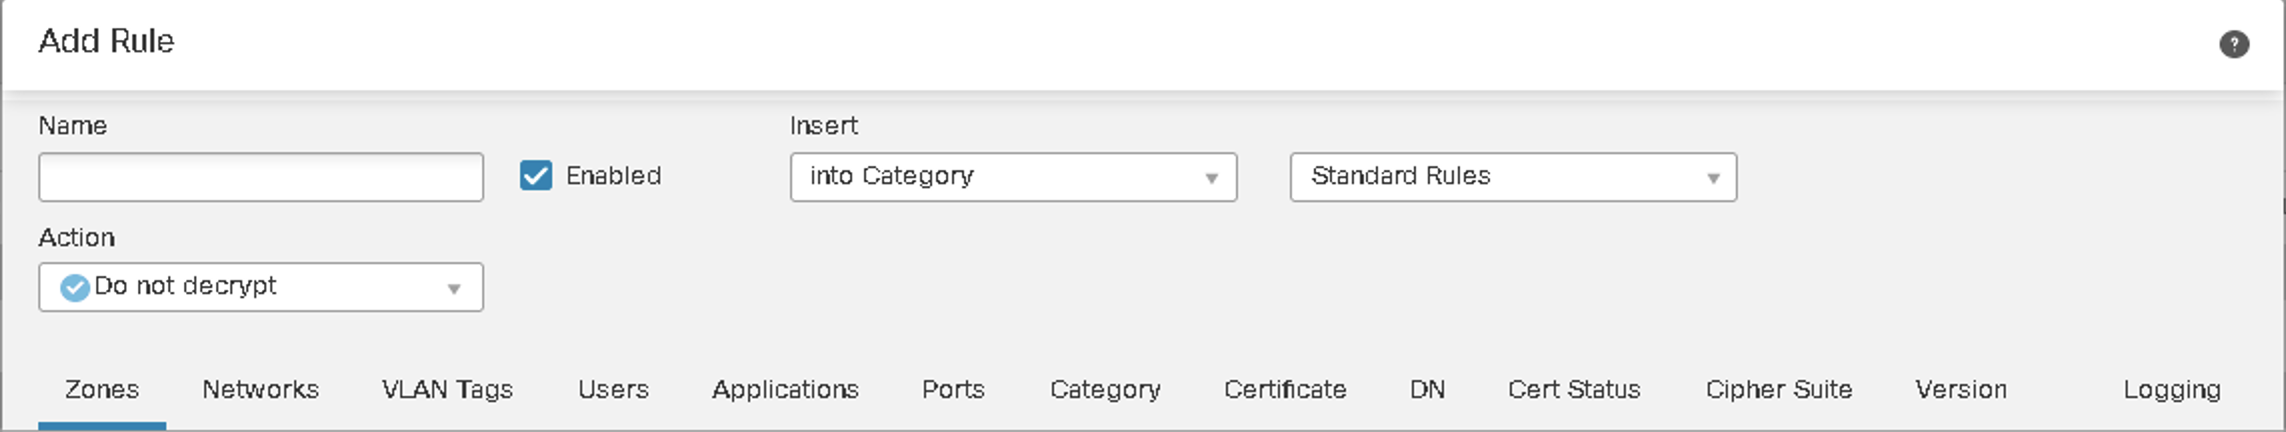 Add Rule
?
Name
Insert
Enabled
into Category
Standard Rules
Action
Do not decrypt
Zones Networks VLAN Tags Users Applications Ports Category Certificate DN Cert Status Cipher Suite Version Logging